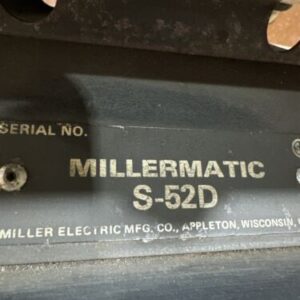 SERIAL NO.
MILLERMATIC
S-52D
MILLER ELECTRIC MFG. CO., APPLETON, WISCONSIN,